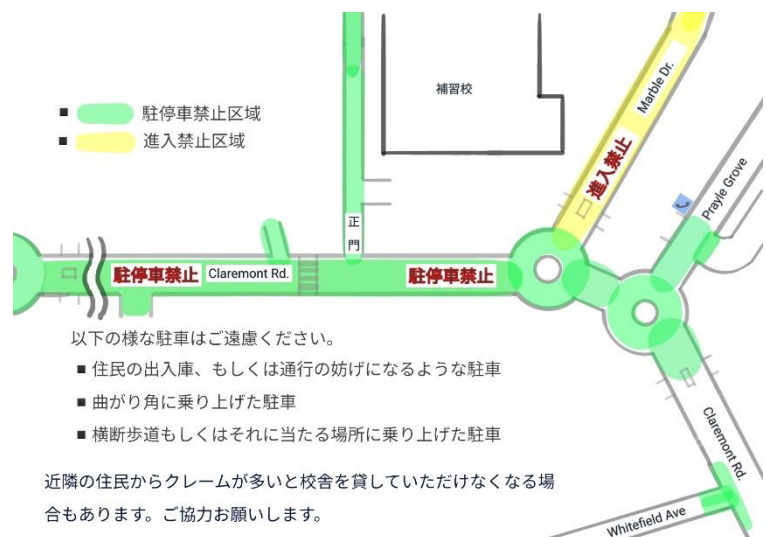 補習校
Marble Dr.
■ 駐停車禁止区域
■ 進入禁止区域
進入禁止
Prayle Grove
正門
駐停車禁止
Claremont Rd.
駐停車禁止
以下の様な駐車はご遠慮ください。
■ 住民の出入庫、もしくは通行の妨げになるような駐車
■ 曲がり角に乗り上げた駐車
■ 横断歩道もしくはそれに当たる場所に乗り上げた駐車
Claremont Rd.
近隣の住民からクレームが多いと校舎を貸していただけなくなる場
合もあります。ご協力お願いします。
Whitefield Ave